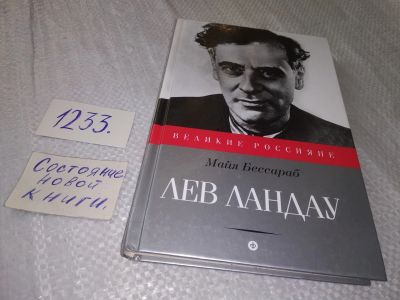 1233.
Состояние
новой
книги.
ВЕЛИКИЕ РОССИЯНЕ
Майя Бессараб
ЛЕВ ЛАНДАУ